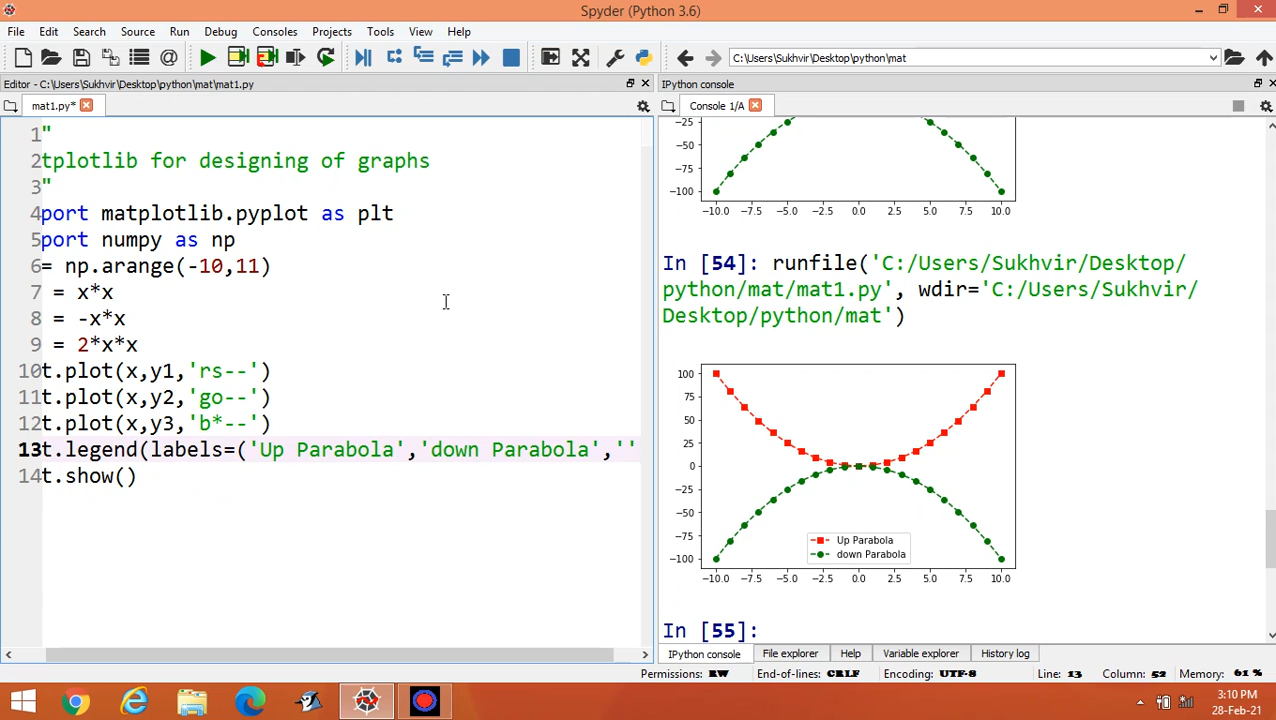 Spyder (Python 3.6)
File Edit Search Source Run Debug Consoles Projects Tools View Help
C:\Users\Sukhvir\Desktop\python\mat
Editor - C:\Users\Sukhvir\Desktop\python\mat\mat1.py
mat1.py*
1"
2tplotlib for designing of graphs
3"
4port matplotlib.pyplot as plt
5port numpy as np
6= np.arange(-10,11)
7 = x*x
8 = -x*x
9 = 2*x*x
10t.plot(x,y1,'rs--')
11t.plot(x,y2,'go--')
12t.plot(x,y3,'b*--')
13t.legend(labels=('Up Parabola','down Parabola', ''
14t.show()
IPython console
Console 1/A
−25
−50
−75
−100
−10.0 −7.5 −5.0 −2.5 0.0 2.5 5.0 7.5 10.0
In [54]: runfile('C:/Users/Sukhvir/Desktop/
python/mat/mat1.py', wdir='C:/Users/Sukhvir/
Desktop/python/mat')
100
75
50
25
0
−25
−50
−75
−100
Up Parabola
down Parabola
−10.0 −7.5 −5.0 −2.5 0.0 2.5 5.0 7.5 10.0
In [55]:
IPython console File explorer Help Variable explorer History log
Permissions: RW End-of-lines: CRLF Encoding: UTF-8 Line: 13 Column: 52 Memory: 61 %
3:10 PM
28-Feb-21